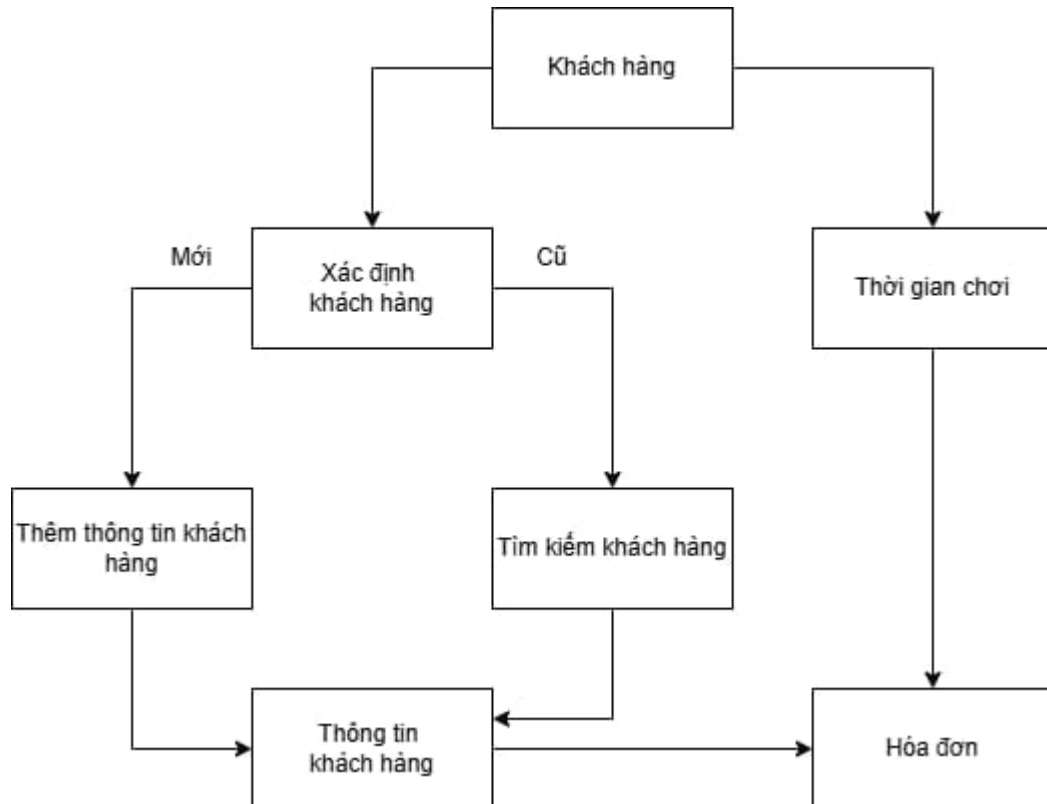 Khách hàng
Mới
Xác định
khách hàng
Cũ
Thời gian chơi
Thêm thông tin khách
hàng
Tìm kiếm khách hàng
Thông tin
khách hàng
Hóa đơn